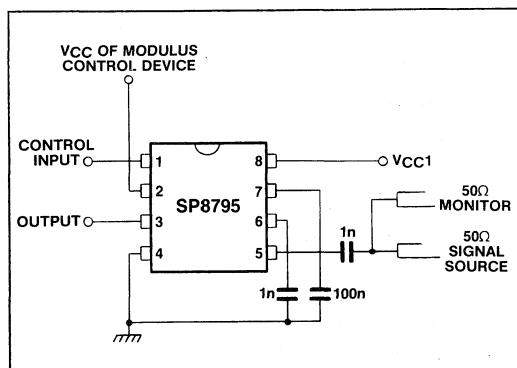 VCC OF MODULUS
CONTROL DEVICE
CONTROL
INPUT
1
8
VCC1
2
7
50Ω
MONITOR
SP8795
OUTPUT
3
6
1n
50Ω
SIGNAL
SOURCE
4
5
1n
100n